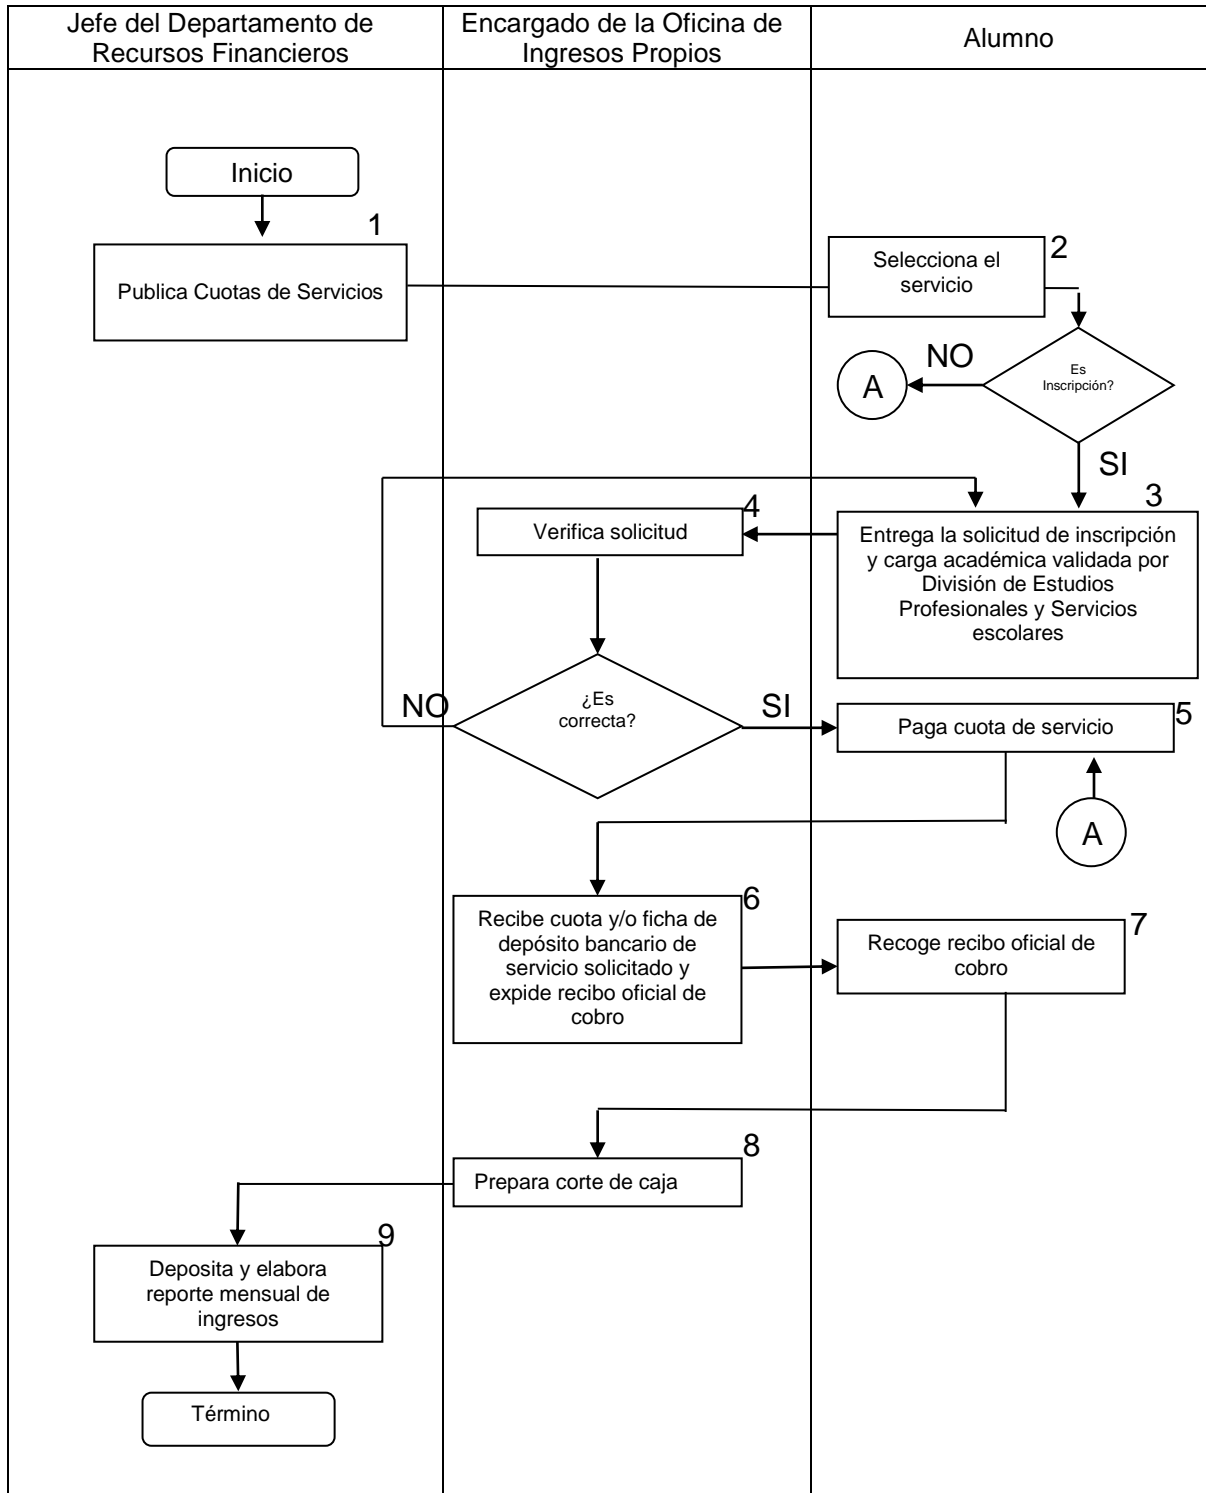 Jefe del Departamento de
Recursos Financieros
Encargado de la Oficina de
Ingresos Propios
Alumno
Inicio
1
Publica Cuotas de Servicios
2
Selecciona el
servicio
NO
A
Es
Inscripción?
SI
3
Entrega la solicitud de inscripción
y carga académica validada por
División de Estudios
Profesionales y Servicios
escolares
4
Verifica solicitud
NO
¿Es
correcta?
SI
5
Paga cuota de servicio
A
6
Recibe cuota y/o ficha de
depósito bancario de
servicio solicitado y
expide recibo oficial de
cobro
7
Recoge recibo oficial de
cobro
8
Prepara corte de caja
9
Deposita y elabora
reporte mensual de
ingresos
Término